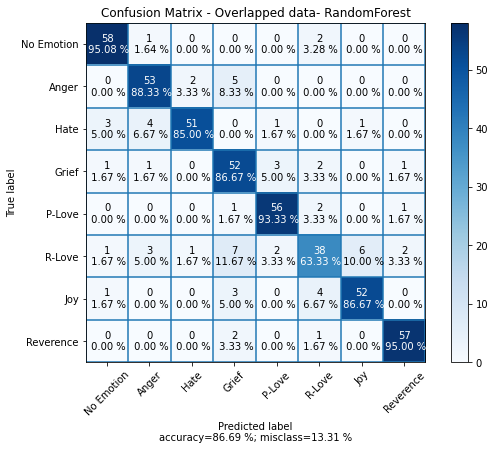 Confusion Matrix - Overlapped data- RandomForest
No Emotion 58 1 0 0 0 2 0 0
95.08 % 1.64 % 0.00 % 0.00 % 0.00 % 3.28 % 0.00 % 0.00 %
Anger 0 53 2 5 0 0 0 0
0.00 % 88.33 % 3.33 % 8.33 % 0.00 % 0.00 % 0.00 % 0.00 %
Hate 3 4 51 0 1 0 1 0
5.00 % 6.67 % 85.00 % 0.00 % 1.67 % 0.00 % 1.67 % 0.00 %
Grief 1 1 0 52 3 2 0 1
1.67 % 1.67 % 0.00 % 86.67 % 5.00 % 3.33 % 0.00 % 1.67 %
P-Love 0 0 0 1 56 2 0 1
0.00 % 0.00 % 0.00 % 1.67 % 93.33 % 3.33 % 0.00 % 1.67 %
R-Love 1 3 1 7 2 38 6 2
1.67 % 5.00 % 1.67 % 11.67 % 3.33 % 63.33 % 10.00 % 3.33 %
Joy 1 0 0 3 0 4 52 0
1.67 % 0.00 % 0.00 % 5.00 % 0.00 % 6.67 % 86.67 % 0.00 %
Reverence 0 0 0 2 0 1 0 57
0.00 % 0.00 % 0.00 % 3.33 % 0.00 % 1.67 % 0.00 % 95.00 %
True label
No Emotion Anger Hate Grief P-Love R-Love Joy Reverence
Predicted label
accuracy=86.69 %; misclass=13.31 %
50
40
30
20
10
0